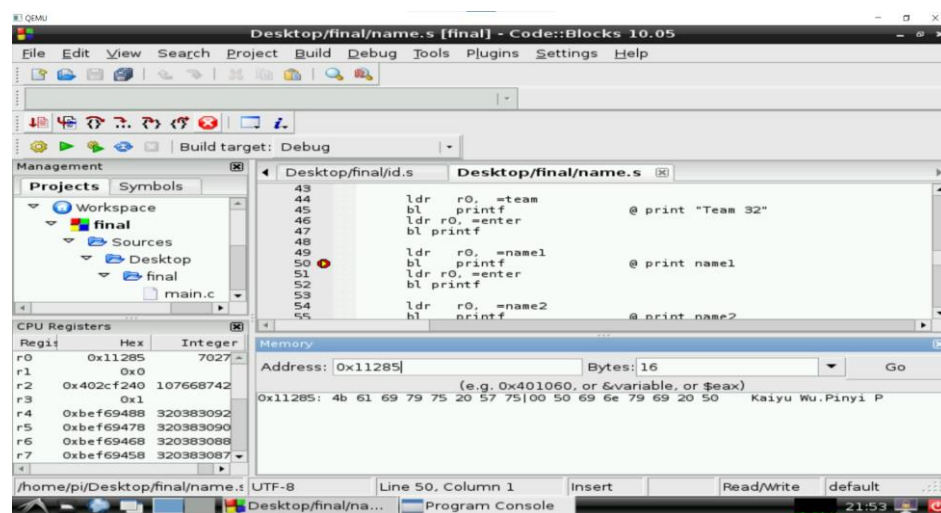 QEMU
Desktop/final/name.s [final] - Code::Blocks 10.05
File Edit View Search Project Build Debug Tools Plugins Settings Help
Build target: Debug
Management
Projects Symbols
Workspace
final
Sources
Desktop
final
main.c
Desktop/final/id.s Desktop/final/name.s
43
44 ldr r0, =team
45 bl printf @ print "Team 32"
46 ldr r0, =enter
47 bl printf
48
49 ldr r0, =name1
50 bl printf @ print name1
51 ldr r0, =enter
52 bl printf
53
54 ldr r0, =name2
55 bl printf @ print name2
CPU Registers
Regis Hex Integer
r0 0x11285 7027
r1 0x0
r2 0x402cf240 107668742
r3 0x1
r4 0xbef69488 320383092
r5 0xbef69478 320383090
r6 0xbef69468 320383088
r7 0xbef69458 320383087
Memory
Address: 0x11285 Bytes: 16 Go
(e.g. 0x401060, or &variable, or $eax)
0x11285: 4b 61 69 79 75 20 57 75|00 50 69 6e 79 69 20 50 Kaiyu Wu.Pinyi P
/home/pi/Desktop/final/name.s UTF-8 Line 50, Column 1 Insert Read/Write default
Desktop/final/na... Program Console 21:53